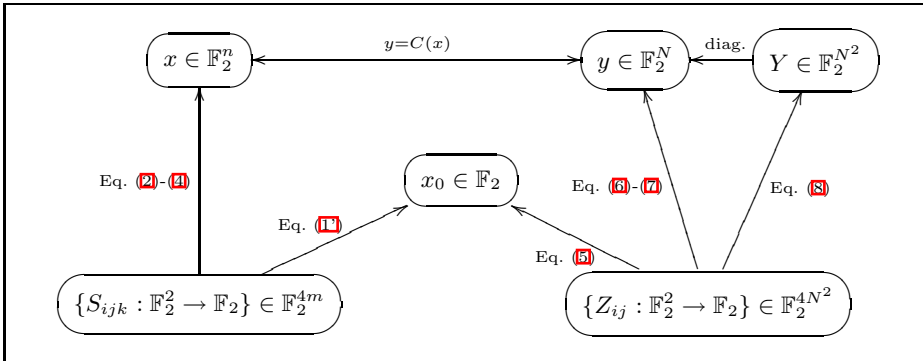 x ∈ 𝔽₂ⁿ y=C(x) y ∈ 𝔽₂ᴺ diag. Y ∈ 𝔽₂^{N²}
Eq. (2)-(4) x₀ ∈ 𝔽₂ Eq. (6)-(7) Eq. (8)
Eq. (1') Eq. (5)
{S_{ijk} : 𝔽₂² → 𝔽₂} ∈ 𝔽₂^{4m} {Z_{ij} : 𝔽₂² → 𝔽₂} ∈ 𝔽₂^{4N²}